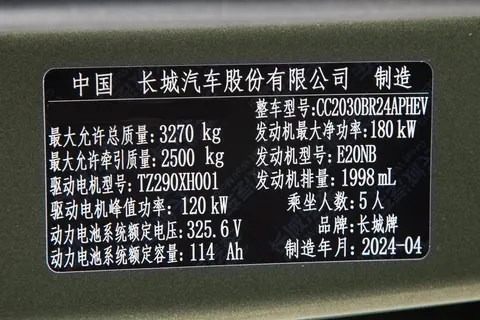 中国 长城汽车股份有限公司 制造
整车型号:CC2030BR24APHEV
最大允许总质量:3270 kg
发动机最大净功率:180 kW
最大允许牵引质量:2500 kg
发动机型号:E20NB
驱动电机型号:TZ290XH001
发动机排量:1998 mL
驱动电机峰值功率:120 kW
乘坐人数:5人
动力电池系统额定电压:325.6 V
品牌:长城牌
动力电池系统额定容量:114 Ah
制造年月:2024-04